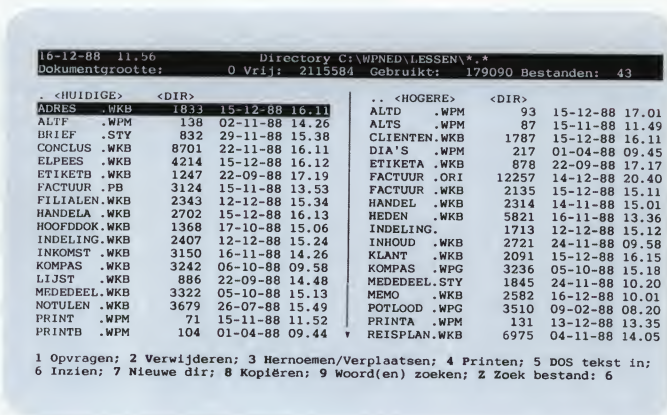 16-12-88 11.56 Directory C:\WPNED\LESSEN\*.*
Dokumentgrootte: 0 Vrij: 2115584 Gebruikt: 179090 Bestanden: 43
. <HUIDIGE> <DIR> .. <HOGERE> <DIR>
ADRES .WKB 1833 15-12-88 16.11 ALTD .WPM 93 15-12-88 17.01
ALTF .WPM 138 02-11-88 14.26 ALTS .WPM 87 15-11-88 11.49
BRIEF .STY 832 29-11-88 15.38 CLIENTEN.WKB 1787 15-12-88 16.11
CONCLUS .WKB 8701 22-11-88 16.11 DIA'S .WPM 217 01-04-88 09.45
ELPEES .WKB 4214 15-12-88 16.12 ETIKETA .WKB 878 22-09-88 17.17
ETIKETB .WKB 1247 22-09-88 17.19 FACTUUR .ORI 12257 14-12-88 20.40
FACTUUR .PB 3124 15-11-88 13.53 FACTUUR .WKB 2135 15-12-88 15.11
FILIALEN.WKB 2343 12-12-88 15.34 HANDEL .WKB 2314 14-11-88 15.01
HANDELA .WKB 2702 15-12-88 16.13 HEDEN .WKB 5821 16-11-88 13.36
HOOFDDOK.WKB 1368 17-10-88 15.06 INDELING. 1713 12-12-88 15.12
INDELING.WKB 2407 12-12-88 15.24 INHOUD .WKB 2721 24-11-88 09.58
INKOMST .WKB 3150 16-11-88 14.26 KLANT .WKB 2091 15-12-88 16.15
KOMPAS .WKB 3242 06-10-88 09.58 KOMPAS .WPG 3236 05-10-88 15.18
LIJST .WKB 886 22-09-88 14.48 MEDEDEEL.STY 1845 24-11-88 10.20
MEDEDEEL.WKB 3322 05-10-88 15.13 MEMO .WKB 2582 16-12-88 10.01
NOTULEN .WKB 3679 26-07-88 15.49 POTLOOD .WPG 3510 09-02-88 08.20
PRINT .WPM 71 15-11-88 11.52 PRINTA .WPM 131 13-12-88 13.35
PRINTB .WPM 104 01-04-88 09.44 REISPLAN.WKB 6975 04-11-88 14.05
1 Opvragen; 2 Verwijderen; 3 Hernoemen/Verplaatsen; 4 Printen; 5 DOS tekst in;
6 Inzien; 7 Nieuwe dir; 8 Kopiëren; 9 Woord(en) zoeken; Z Zoek bestand: 6